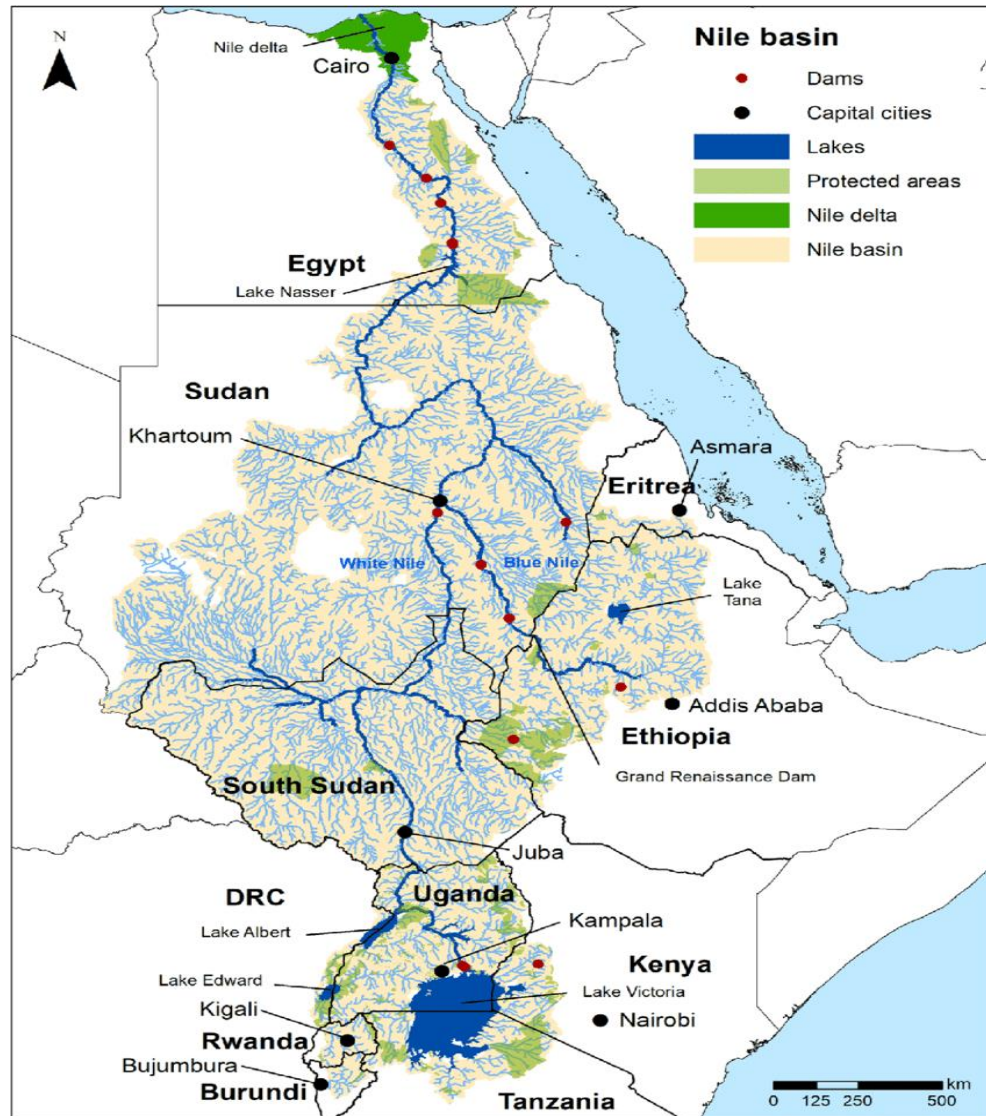 N
Nile delta
Cairo
Nile basin
Dams
Capital cities
Lakes
Protected areas
Nile delta
Nile basin
Egypt
Lake Nasser
Sudan
Khartoum
Asmara
Eritrea
White Nile
Blue Nile
Lake
Tana
Addis Ababa
Ethiopia
Grand Renaissance Dam
South Sudan
Juba
DRC
Uganda
Kampala
Lake Albert
Kenya
Lake Edward
Lake Victoria
Kigali
Nairobi
Rwanda
Bujumbura
Burundi
Tanzania
km
0 125 250 500